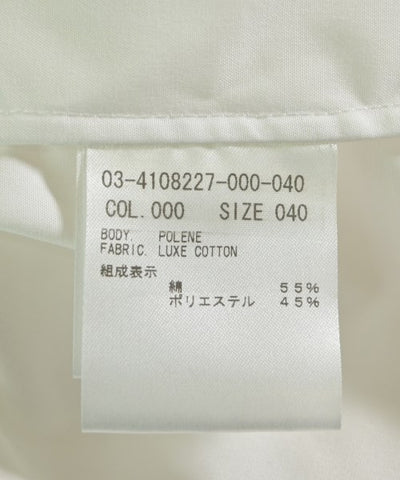 03-4108227-000-040
COL.000 SIZE 040
BODY. POLENE
FABRIC. LUXE COTTON
組成表示
綿 55%
ポリエステル 45%